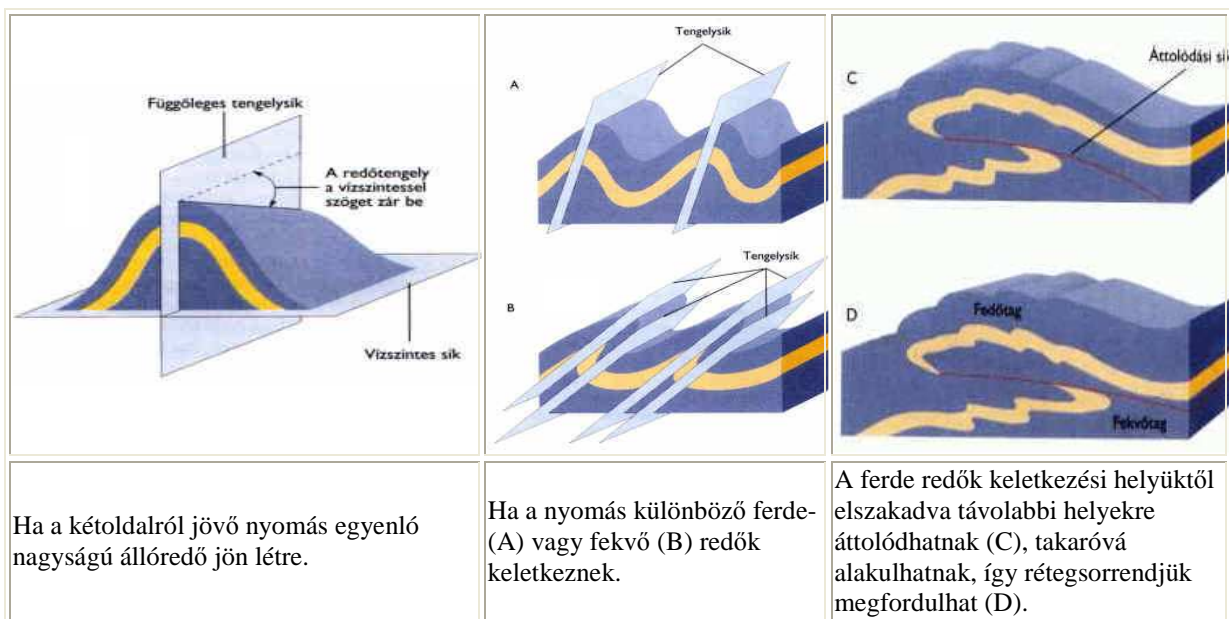 Függőleges tengelysík
A redőtengely
a vízszintessel
szöget zár be
Vízszintes sík
Tengelysík
A
Tengelysík
B
Áttolódási sík
C
D
Fedőtag
Fekvőtag
Ha a kétoldalról jövő nyomás egyenló
nagyságú állóredő jön létre.
Ha a nyomás különböző ferde-
(A) vagy fekvő (B) redők
keletkeznek.
A ferde redők keletkezési helyüktől
elszakadva távolabbi helyekre
áttolódhatnak (C), takaróvá
alakulhatnak, így rétegsorrendjük
megfordulhat (D).